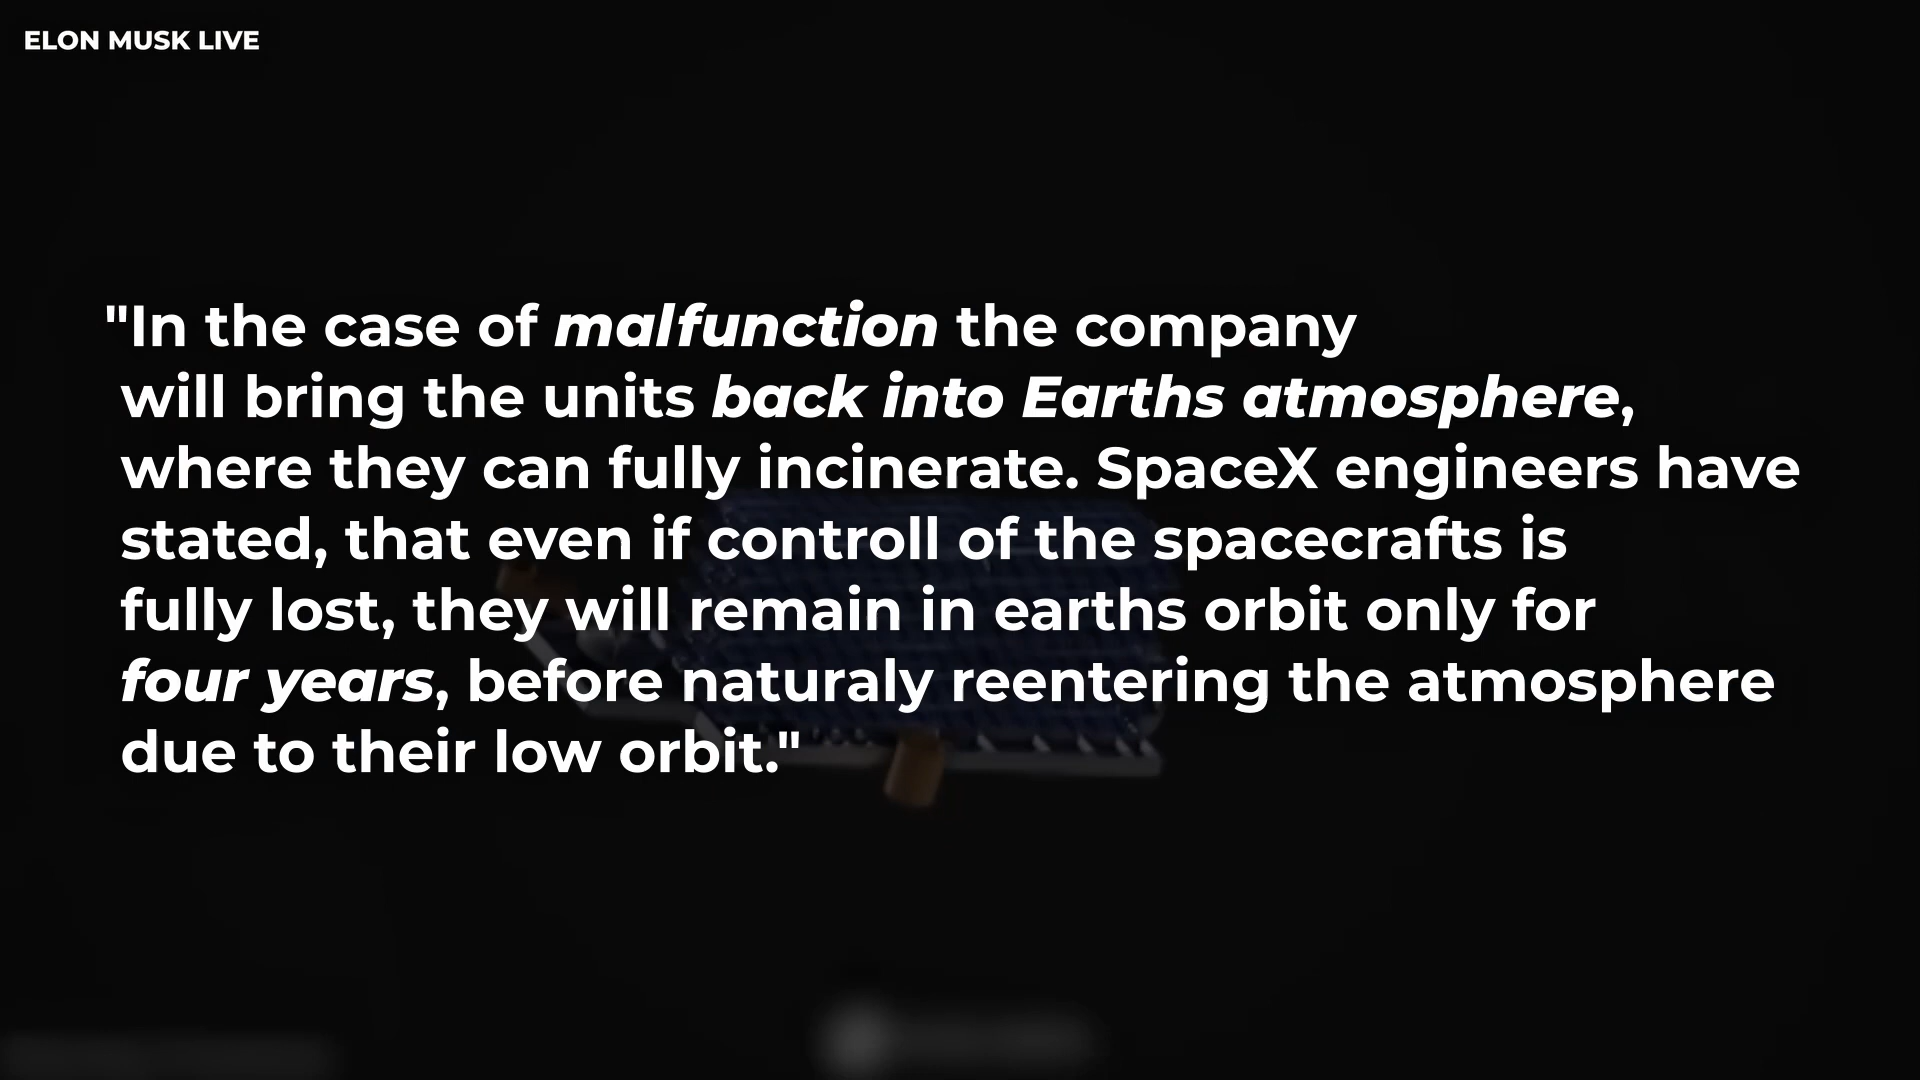 ELON MUSK LIVE
"In the case of malfunction the company
will bring the units back into Earths atmosphere,
where they can fully incinerate. SpaceX engineers have
stated, that even if controll of the spacecrafts is
fully lost, they will remain in earths orbit only for
four years, before naturaly reentering the atmosphere
due to their low orbit."